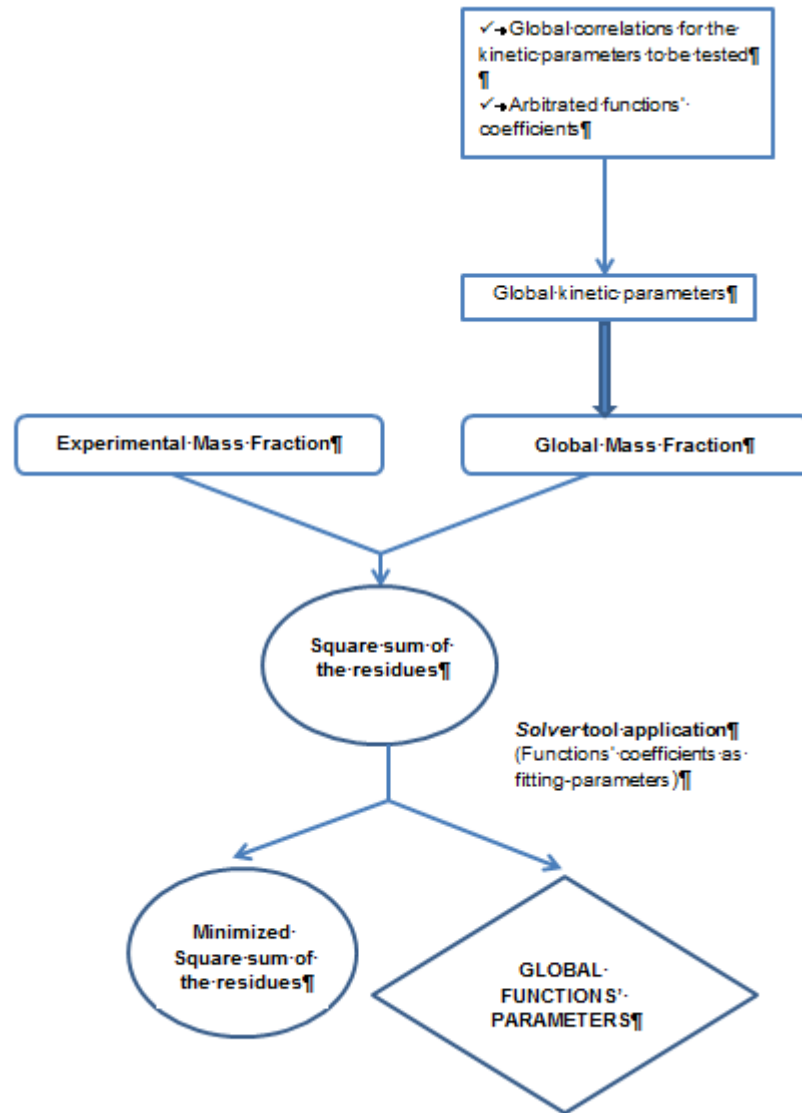 ✓→Global·correlations·for·the·
kinetic·parameters·to·be·tested¶
¶
✓→Arbitrated·functions'·
coefficients¶
Global·kinetic·parameters¶
Experimental·Mass·Fraction¶
Global·Mass·Fraction¶
Square·sum·of·
the·residues¶
Solver·tool·application¶
(Functions'·coefficients·as·
fitting·parameters)¶
Minimized·
Square·sum·of·
the·residues¶
GLOBAL·
FUNCTIONS'·
PARAMETERS¶